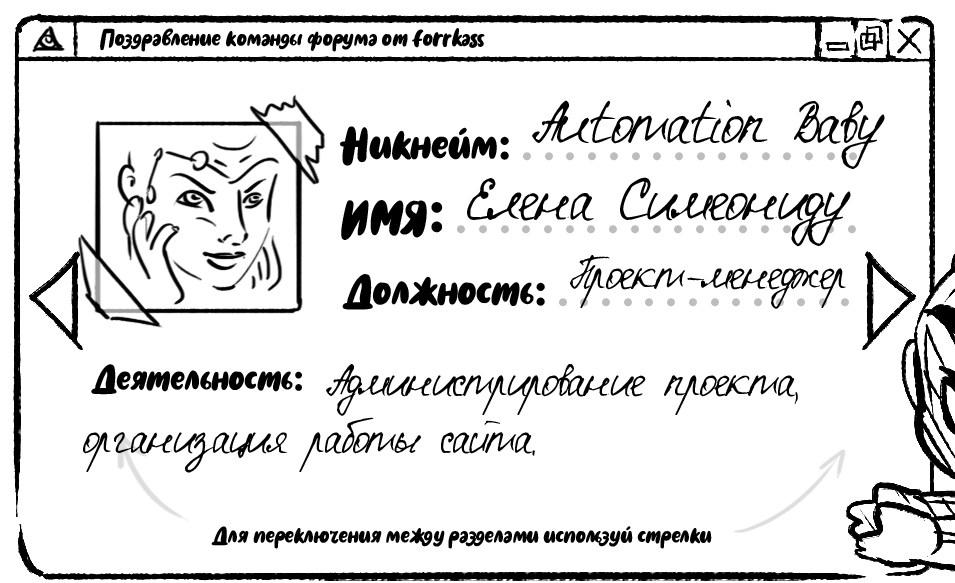 Поздравление команды форума от forrkass
Никнейм: Automation Baby
ИМЯ: Елена Симеониду
Должность: Проект-менеджер
Деятельность: Администрирование проекта,
организация работы сайта.
Для переключения между разделами используй стрелки